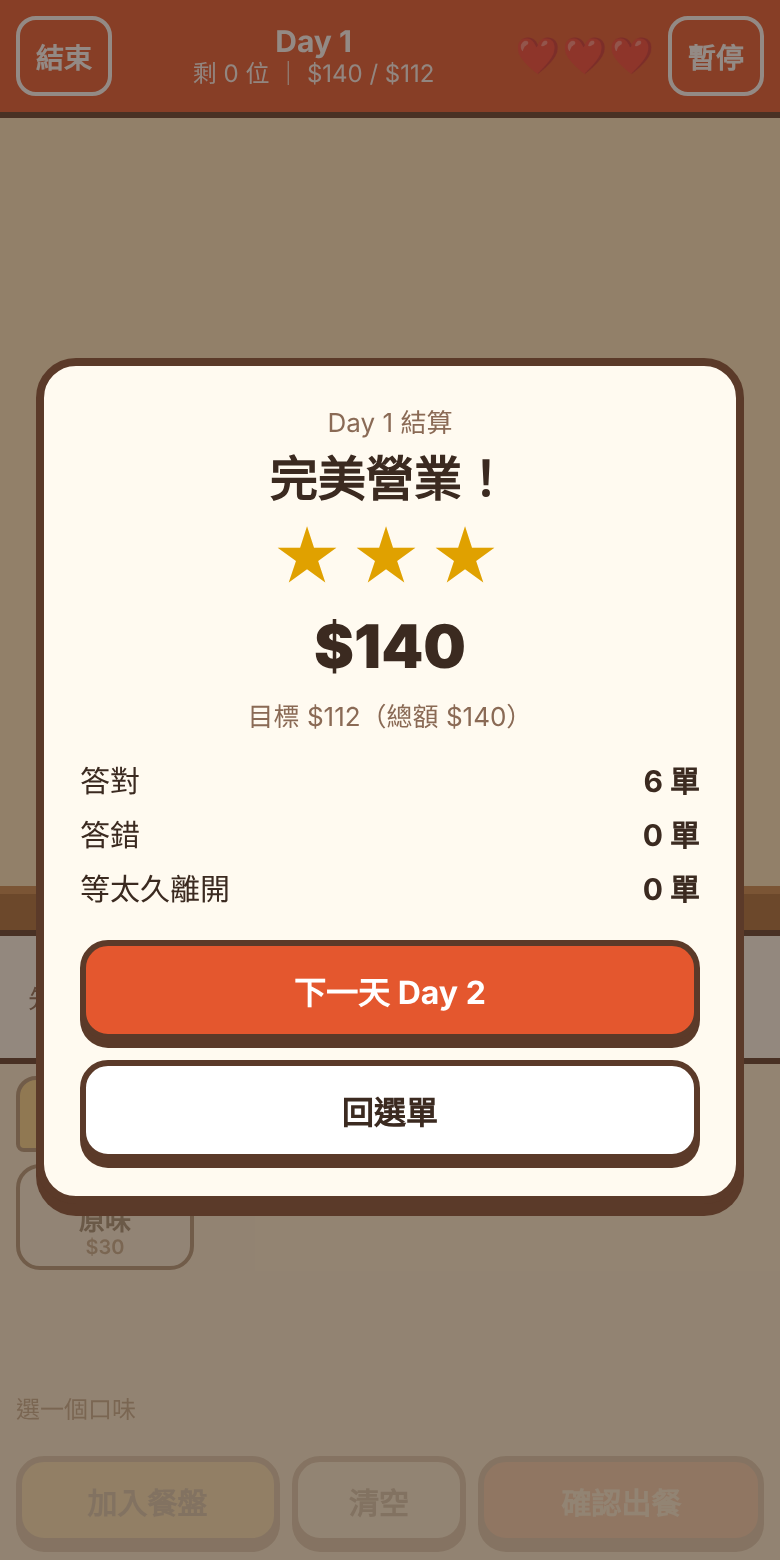 結束
Day 1
剩 0 位 ｜ $140 / $112
暫停
Day 1 結算
完美營業！
$140
目標 $112（總額 $140）
答對 6 單
答錯 0 單
等太久離開 0 單
下一天 Day 2
回選單
原味
$30
選一個口味
加入餐盤
清空
確認出餐